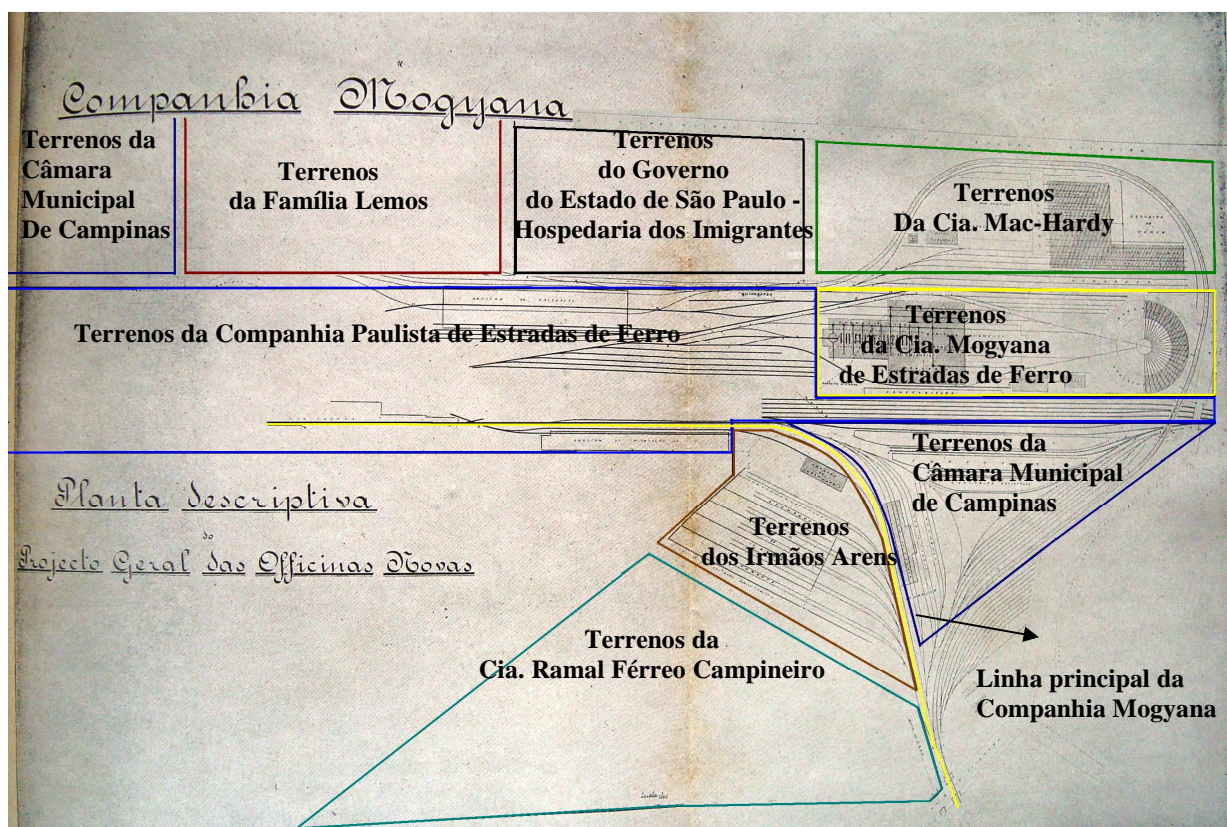 Companhia Mogyana
Terrenos da
Câmara
Municipal
De Campinas
Terrenos
da Família Lemos
Terrenos
do Governo
do Estado de São Paulo -
Hospedaria dos Imigrantes
Terrenos
Da Cia. Mac-Hardy
Terrenos da Companhia Paulista de Estradas de Ferro
Terrenos
da Cia. Mogyana
de Estradas de Ferro
Terrenos da
Câmara Municipal
de Campinas
Planta descriptiva
do
Projecto Geral das Officinas Novas
Terrenos
dos Irmãos Arens
Terrenos da
Cia. Ramal Férreo Campineiro
Linha principal da
Companhia Mogyana